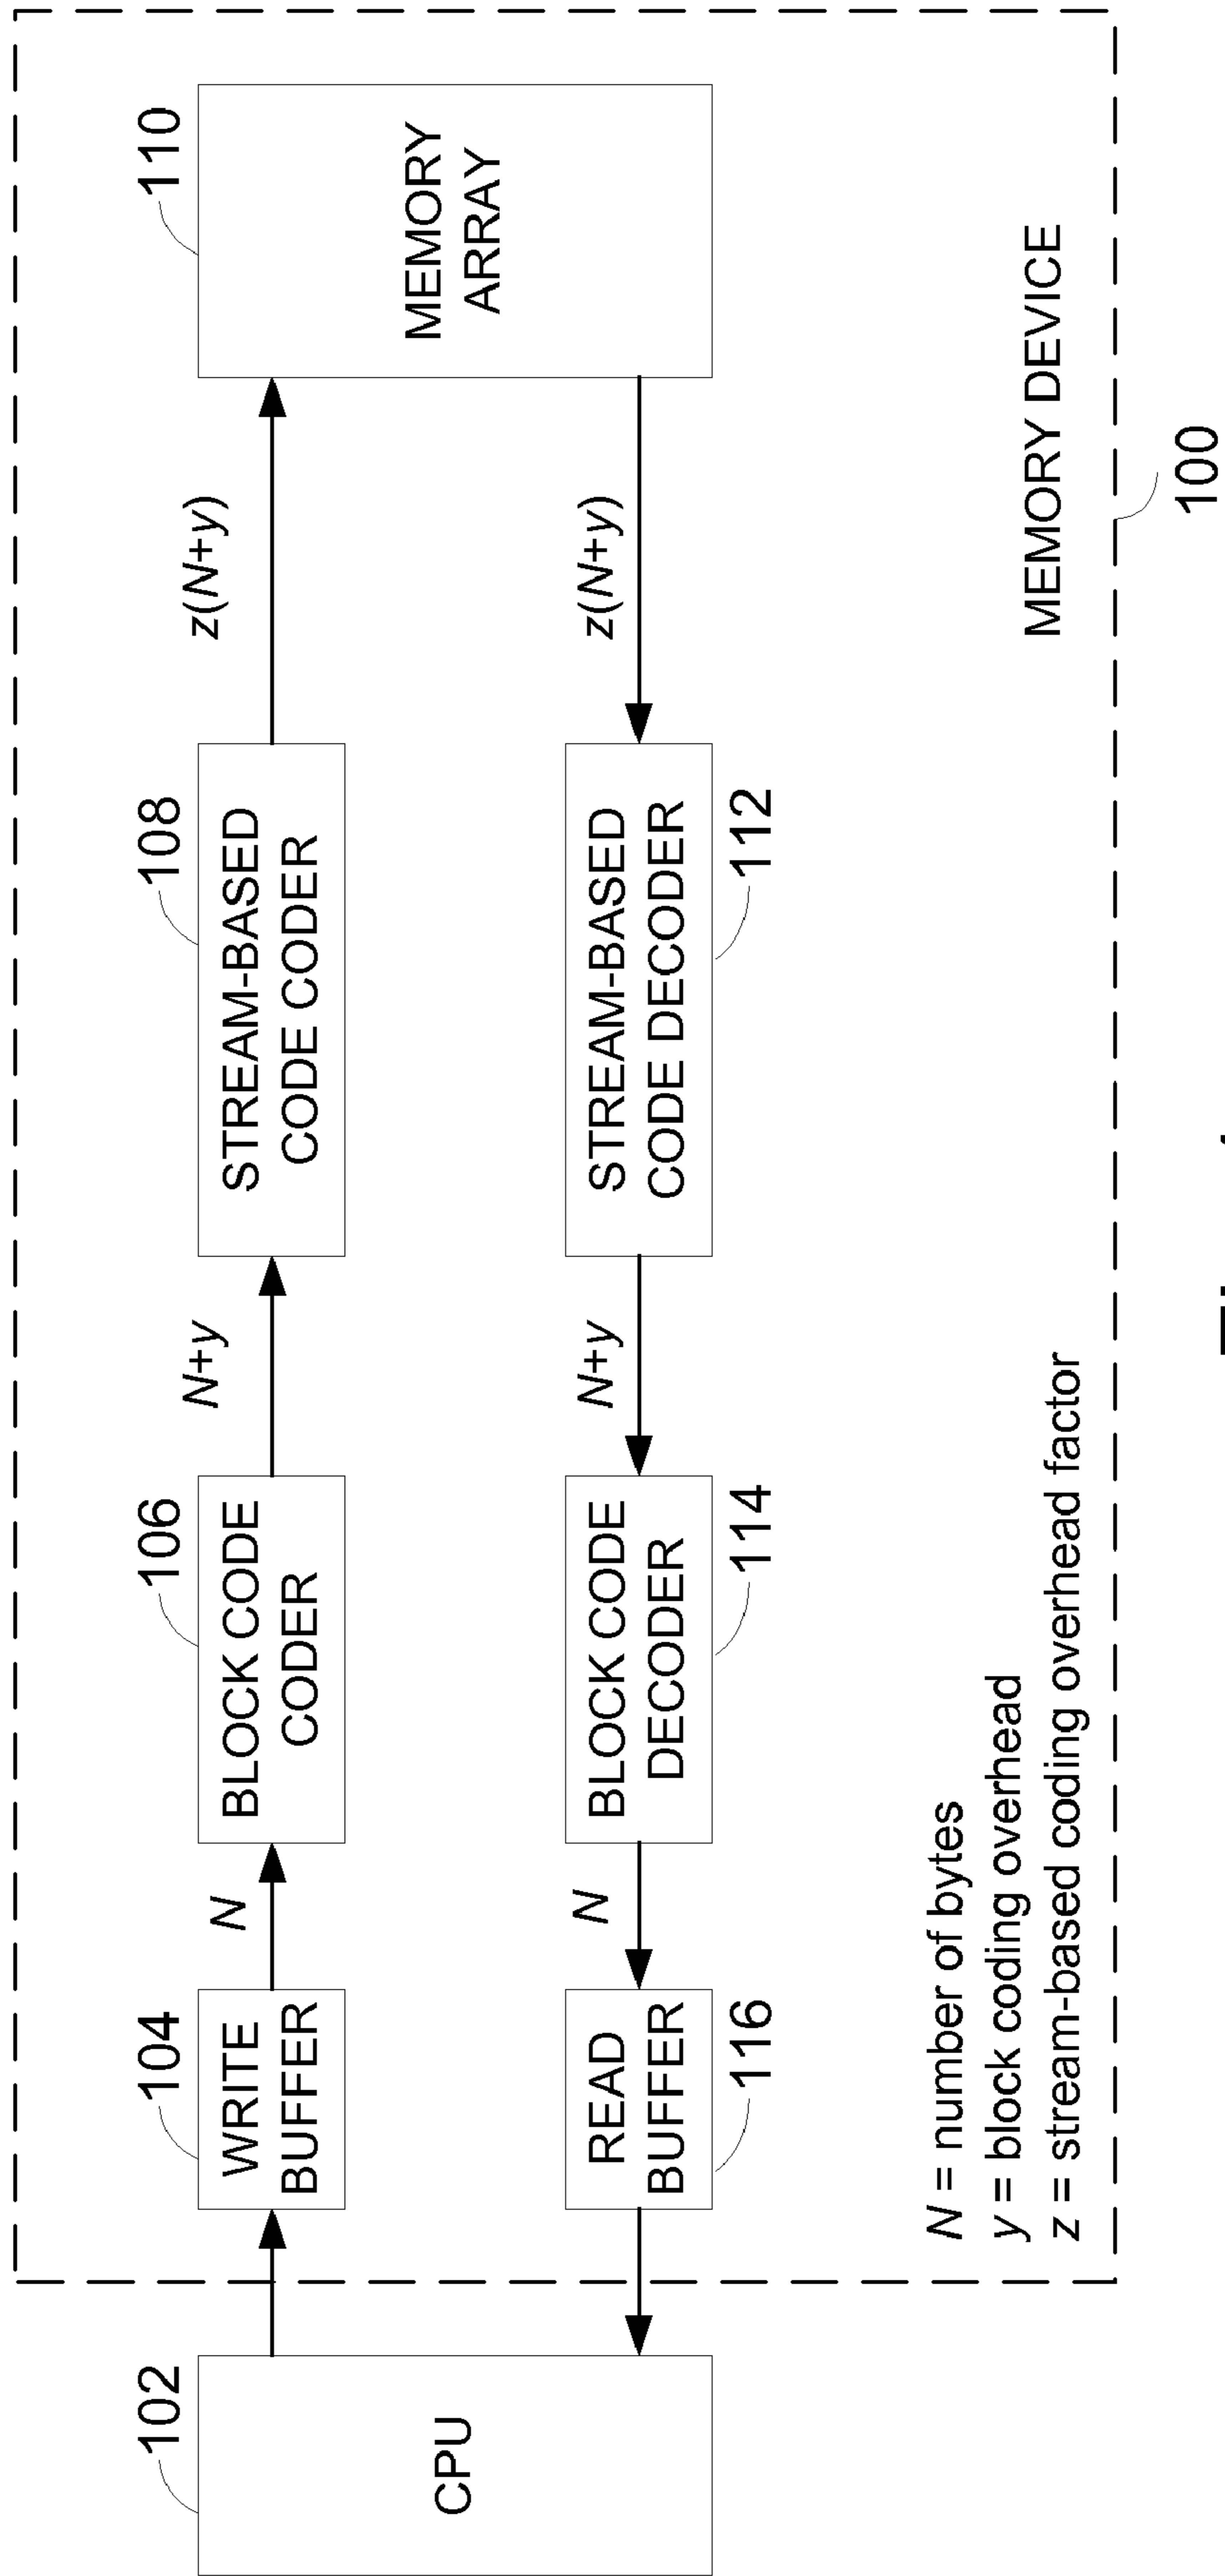 102
CPU
104
WRITE
BUFFER
N
106
BLOCK CODE
CODER
N+y
108
STREAM-BASED
CODE CODER
z(N+y)
110
MEMORY
ARRAY
READ
BUFFER
116
N
BLOCK CODE
DECODER
114
N+y
STREAM-BASED
CODE DECODER
112
z(N+y)
N = number of bytes
y = block coding overhead
z = stream-based coding overhead factor
MEMORY DEVICE
100